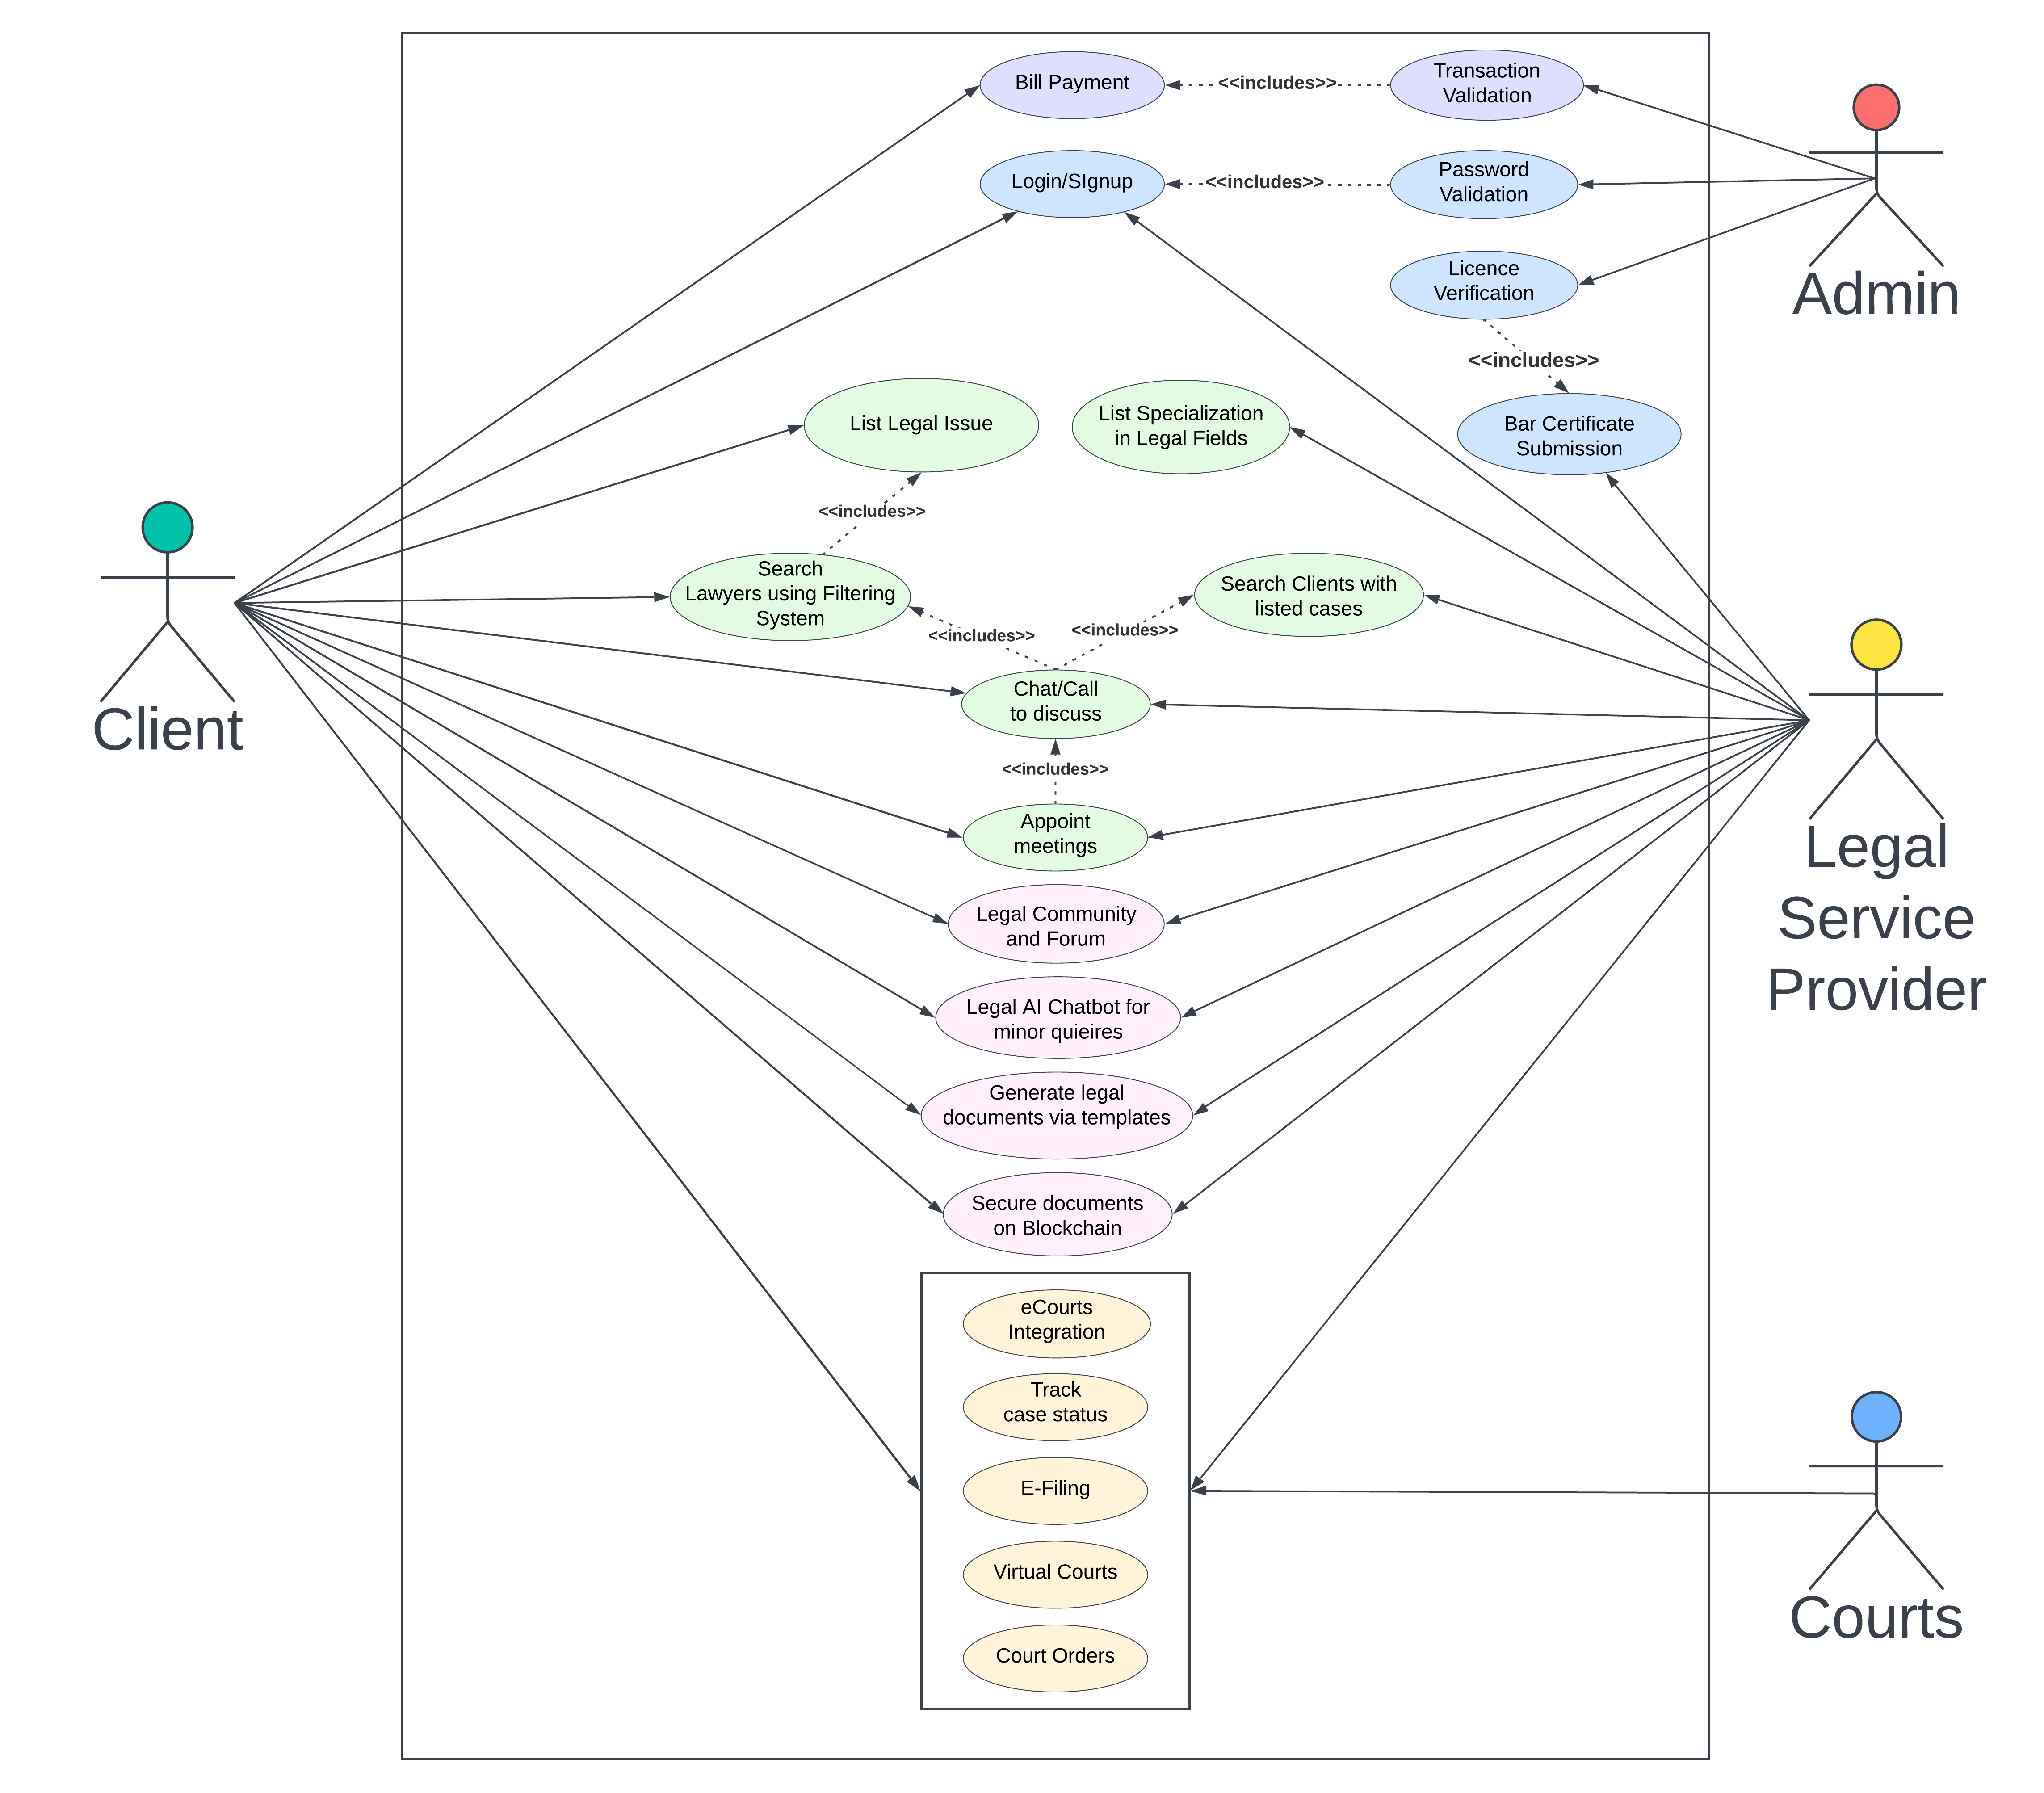 Bill Payment
<<includes>>
Transaction
Validation
Login/SIgnup
<<includes>>
Password
Validation
Licence
Verification
Admin
<<includes>>
List Legal Issue
List Specialization
in Legal Fields
Bar Certificate
Submission
<<includes>>
Search
Lawyers using Filtering
System
Search Clients with
listed cases
<<includes>>
<<includes>>
Client
Chat/Call
to discuss
<<includes>>
Appoint
meetings
Legal
Service
Provider
Legal Community
and Forum
Legal AI Chatbot for
minor quieires
Generate legal
documents via templates
Secure documents
on Blockchain
eCourts
Integration
Track
case status
E-Filing
Virtual Courts
Court Orders
Courts